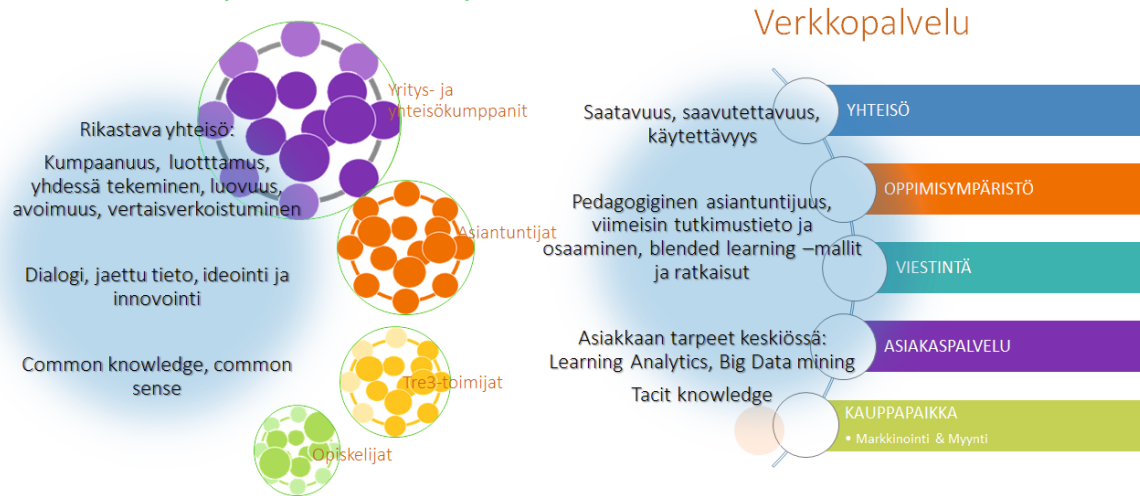 Verkkopalvelu
Rikastava yhteisö:
Kumpaanuus, luotttamus,
yhdessä tekeminen, luovuus,
avoimuus, vertaisverkoistuminen
Dialogi, jaettu tieto, ideointi ja
innovointi
Common knowledge, common
sense
Yritys- ja
yhteisökumppanit
Asiantuntijat
Tre3-toimijat
Opiskelijat
Saatavuus, saavutettavuus,
käytettävyys
Pedagogiginen asiantuntijuus,
viimeisin tutkimustieto ja
osaaminen, blended learning –mallit
ja ratkaisut
Asiakkaan tarpeet keskiössä:
Learning Analytics, Big Data mining
Tacit knowledge
YHTEISÖ
OPPIMISYMPÄRISTÖ
VIESTINTÄ
ASIAKASPALVELU
KAUPPAPAIKKA
• Markkinointi & Myynti